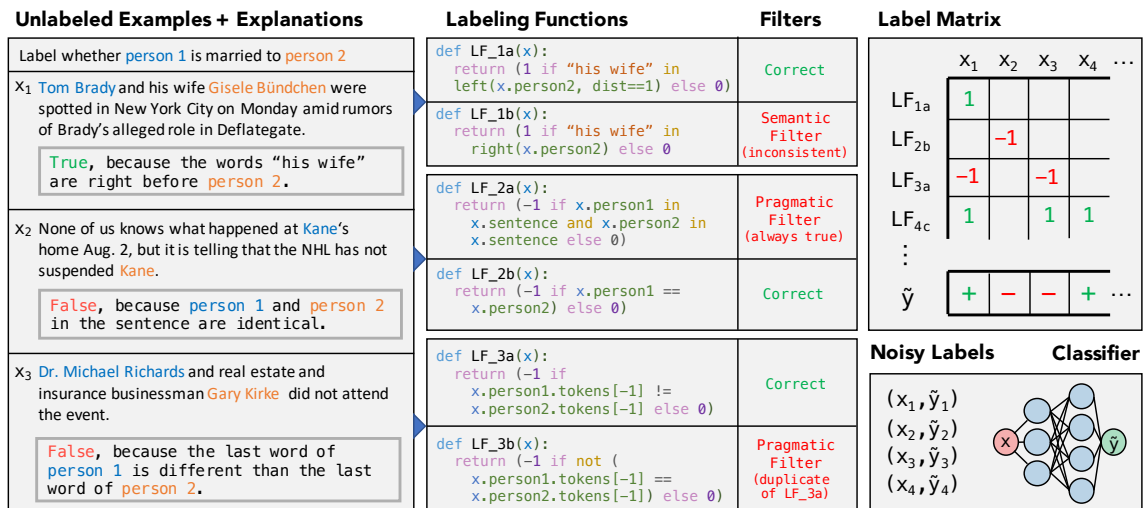 Unlabeled Examples + Explanations
Label whether person 1 is married to person 2
x1 Tom Brady and his wife Gisele Bündchen were
spotted in New York City on Monday amid rumors
of Brady's alleged role in Deflategate.
True, because the words “his wife”
are right before person 2.
x2 None of us knows what happened at Kane's
home Aug. 2, but it is telling that the NHL has not
suspended Kane.
False, because person 1 and person 2
in the sentence are identical.
x3 Dr. Michael Richards and real estate and
insurance businessman Gary Kirke did not attend
the event.
False, because the last word of
person 1 is different than the last
word of person 2.
Labeling Functions
Filters
def LF_1a(x):
return (1 if “his wife” in
left(x.person2, dist==1) else 0)
Correct
def LF_1b(x):
return (1 if “his wife” in
right(x.person2) else 0
Semantic
Filter
(inconsistent)
def LF_2a(x):
return (-1 if x.person1 in
x.sentence and x.person2 in
x.sentence else 0)
Pragmatic
Filter
(always true)
def LF_2b(x):
return (-1 if x.person1 ==
x.person2) else 0)
Correct
def LF_3a(x):
return (-1 if
x.person1.tokens[-1] !=
x.person2.tokens[-1] else 0)
Correct
def LF_3b(x):
return (-1 if not (
x.person1.tokens[-1] ==
x.person2.tokens[-1]) else 0)
Pragmatic
Filter
(duplicate
of LF_3a)
Label Matrix
x1 x2 x3 x4 ...
LF1a 1
LF2b -1
LF3a -1 -1
LF4c 1 1 1
⋮
ỹ + − − + ...
Noisy Labels
Classifier
(x1,ỹ1)
(x2,ỹ2)
(x3,ỹ3)
(x4,ỹ4)
x
ỹ